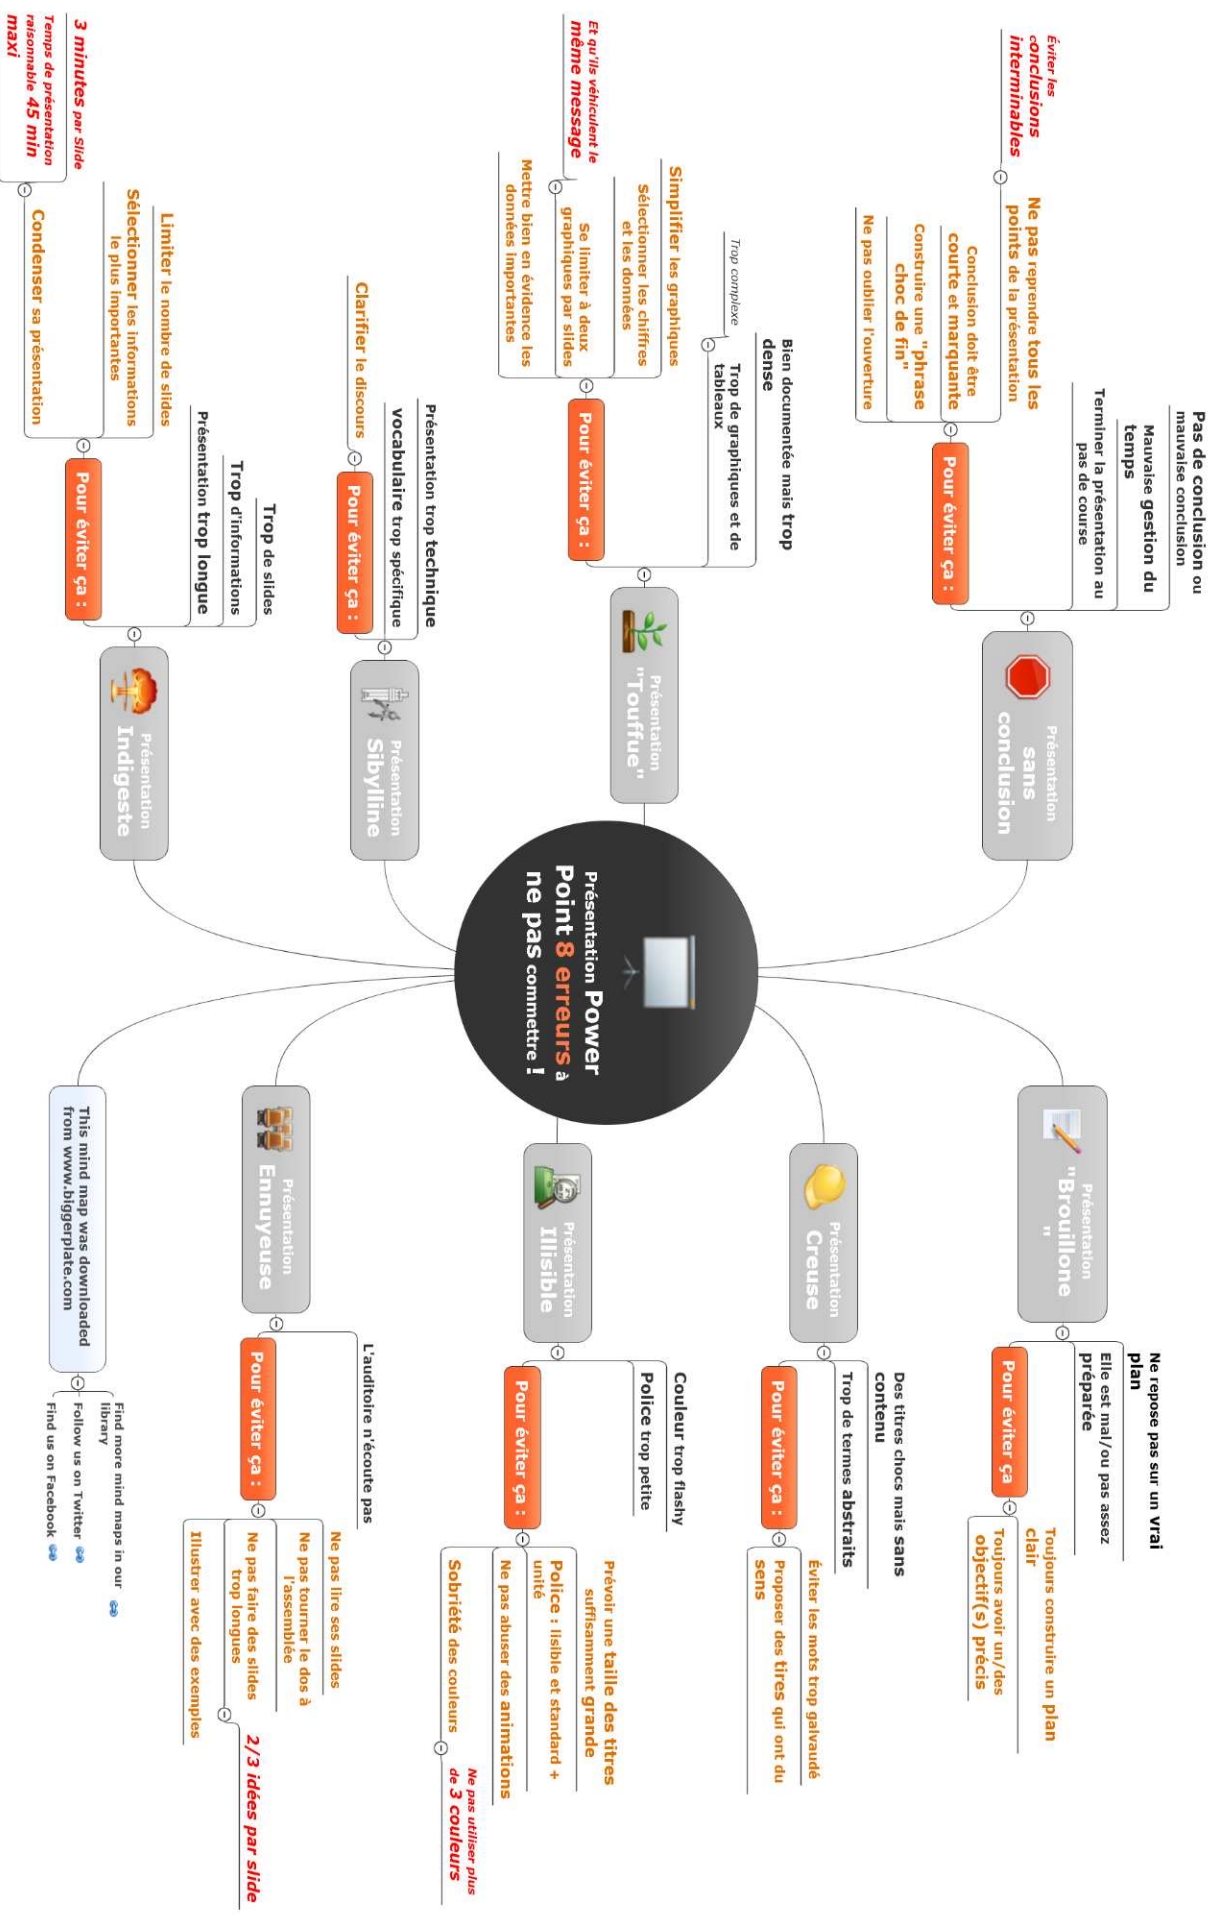 Présentation Power
Point 8 erreurs à
ne pas commettre !
Présentation
"Brouillone
"
Ne repose pas sur un vrai
plan
Elle est mal/ou pas assez
préparée
Pour éviter ça
Toujours construire un plan
clair
Toujours avoir un/des
objectif(s) précis
Présentation
Creuse
Des titres chocs mais sans
contenu
Trop de termes abstraits
Pour éviter ça :
Éviter les mots trop galvaudé
Proposer des tires qui ont du
sens
Présentation
Illisible
Couleur trop flashy
Police trop petite
Pour éviter ça :
Prévoir une taille des titres
suffisamment grande
Police : lisible et standard +
unité
Ne pas abuser des animations
Sobriété des couleurs
Ne pas utiliser plus
de 3 couleurs
Présentation
Ennuyeuse
L'auditoire n'écoute pas
Pour éviter ça :
Ne pas lire ses slides
Ne pas tourner le dos à
l'assemblée
Ne pas faire des slides
trop longues
2/3 idées par slide
Illustrer avec des exemples
This mind map was downloaded
from www.biggerplate.com
Find more mind maps in our
library
Follow us on Twitter
Find us on Facebook
Présentation
sans
conclusion
Pas de conclusion ou
mauvaise conclusion
Mauvaise gestion du
temps
Terminer la présentation au
pas de course
Pour éviter ça :
Ne pas reprendre tous les
points de la présentation
Éviter les
conclusions
interminables
Conclusion doit être
courte et marquante
Construire une "phrase
choc de fin"
Ne pas oublier l'ouverture
Présentation
"Touffue"
Bien documentée mais trop
dense
Trop de graphiques et de
tableaux
Trop complexe
Pour éviter ça :
Simplifier les graphiques
Sélectionner les chiffres
et les données
Se limiter à deux
graphiques par slides
Et qu'ils véhiculent le
même message
Mettre bien en évidence les
données importantes
Présentation
Sibylline
Présentation trop technique
vocabulaire trop spécifique
Pour éviter ça :
Clarifier le discours
Présentation
Indigeste
Trop de slides
Trop d'informations
Présentation trop longue
Pour éviter ça :
Limiter le nombre de slides
Sélectionner les informations
le plus importantes
Condenser sa présentation
3 minutes par Slide
Temps de présentation
raisonnable 45 min
maxi